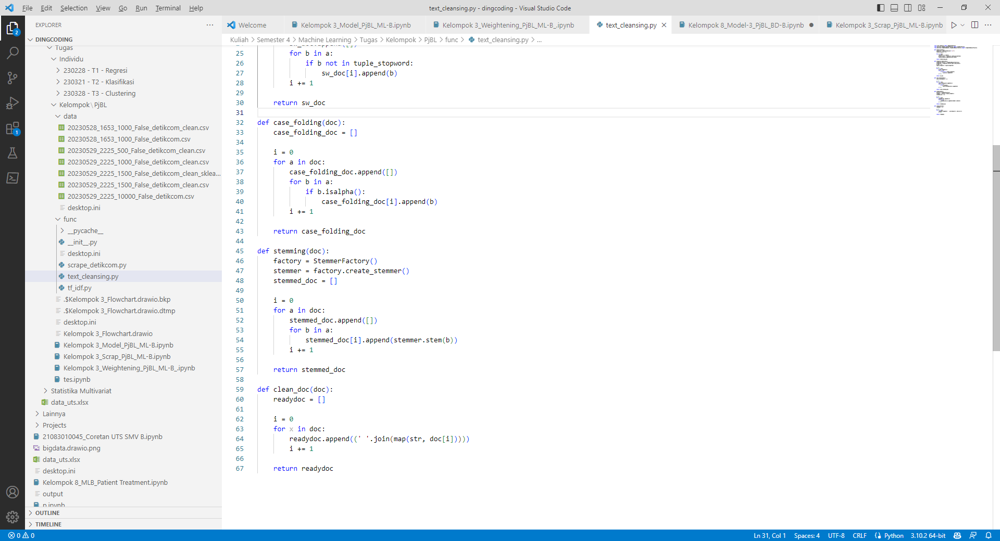 File Edit Selection View Go Run Terminal Help
text_cleansing.py - dingcoding - Visual Studio Code
EXPLORER
DINGCODING
Tugas
Individu
230228 - T1 - Regresi
230321 - T2 - Klasifikasi
230328 - T3 - Clustering
Kelompok\PjBL
data
20230528_1653_1000_False_detikcom_clean.csv
20230528_1653_1000_False_detikcom.csv
20230529_2225_500_False_detikcom_clean.csv
20230529_2225_1000_False_detikcom_clean.csv
20230529_2225_1500_False_detikcom_clean_sklea...
20230529_2225_1500_False_detikcom_clean.csv
20230529_2225_10000_False_detikcom.csv
desktop.ini
func
__pycache__
__init__.py
desktop.ini
scrape_detikcom.py
text_cleansing.py
tf_idf.py
.$Kelompok 3_Flowchart.drawio.bkp
.$Kelompok 3_Flowchart.drawio.dtmp
desktop.ini
Kelompok 3_Flowchart.drawio
Kelompok 3_Model_PjBL_ML-B.ipynb
Kelompok 3_Scrap_PjBL_ML-B.ipynb
Kelompok 3_Weightening_PjBL_ML-B_.ipynb
tes.ipynb
Statistika Multivariat
data_uts.xlsx
Lainnya
Projects
21083010045_Coretan UTS SMV B.ipynb
bigdata.drawio.png
data_uts.xlsx
desktop.ini
Kelompok 8_MLB_Patient Treatment.ipynb
output
n.ipynb
OUTLINE
TIMELINE
2
1
Welcome
Kelompok 3_Model_PjBL_ML-B.ipynb
Kelompok 3_Weightening_PjBL_ML-B_.ipynb
text_cleansing.py
Kelompok 8_Model-3_PjBL_BD-B.ipynb
Kelompok 3_Scrap_PjBL_ML-B.ipynb
Kuliah > Semester 4 > Machine Learning > Tugas > Kelompok > PjBL > func > text_cleansing.py > ...
24 sw_doc.append([])
25 for b in a:
26 if b not in tuple_stopword:
27 sw_doc[i].append(b)
28 i += 1
29
30 return sw_doc
31
32 def case_folding(doc):
33 case_folding_doc = []
34
35 i = 0
36 for a in doc:
37 case_folding_doc.append([])
38 for b in a:
39 if b.isalpha():
40 case_folding_doc[i].append(b)
41 i += 1
42
43 return case_folding_doc
44
45 def stemming(doc):
46 factory = StemmerFactory()
47 stemmer = factory.create_stemmer()
48 stemmed_doc = []
49
50 i = 0
51 for a in doc:
52 stemmed_doc.append([])
53 for b in a:
54 stemmed_doc[i].append(stemmer.stem(b))
55 i += 1
56
57 return stemmed_doc
58
59 def clean_doc(doc):
60 readydoc = []
61
62 i = 0
63 for x in doc:
64 readydoc.append((' '.join(map(str, doc[i]))))
65 i += 1
66
67 return readydoc
0 0
Ln 31, Col 1 Spaces: 4 UTF-8 CRLF Python 3.10.2 64-bit